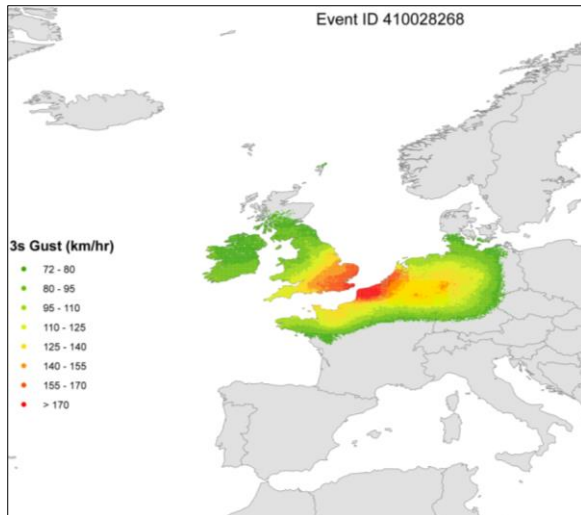 Event ID 410028268
3s Gust (km/hr)
72 - 80
80 - 95
95 - 110
110 - 125
125 - 140
140 - 155
155 - 170
> 170